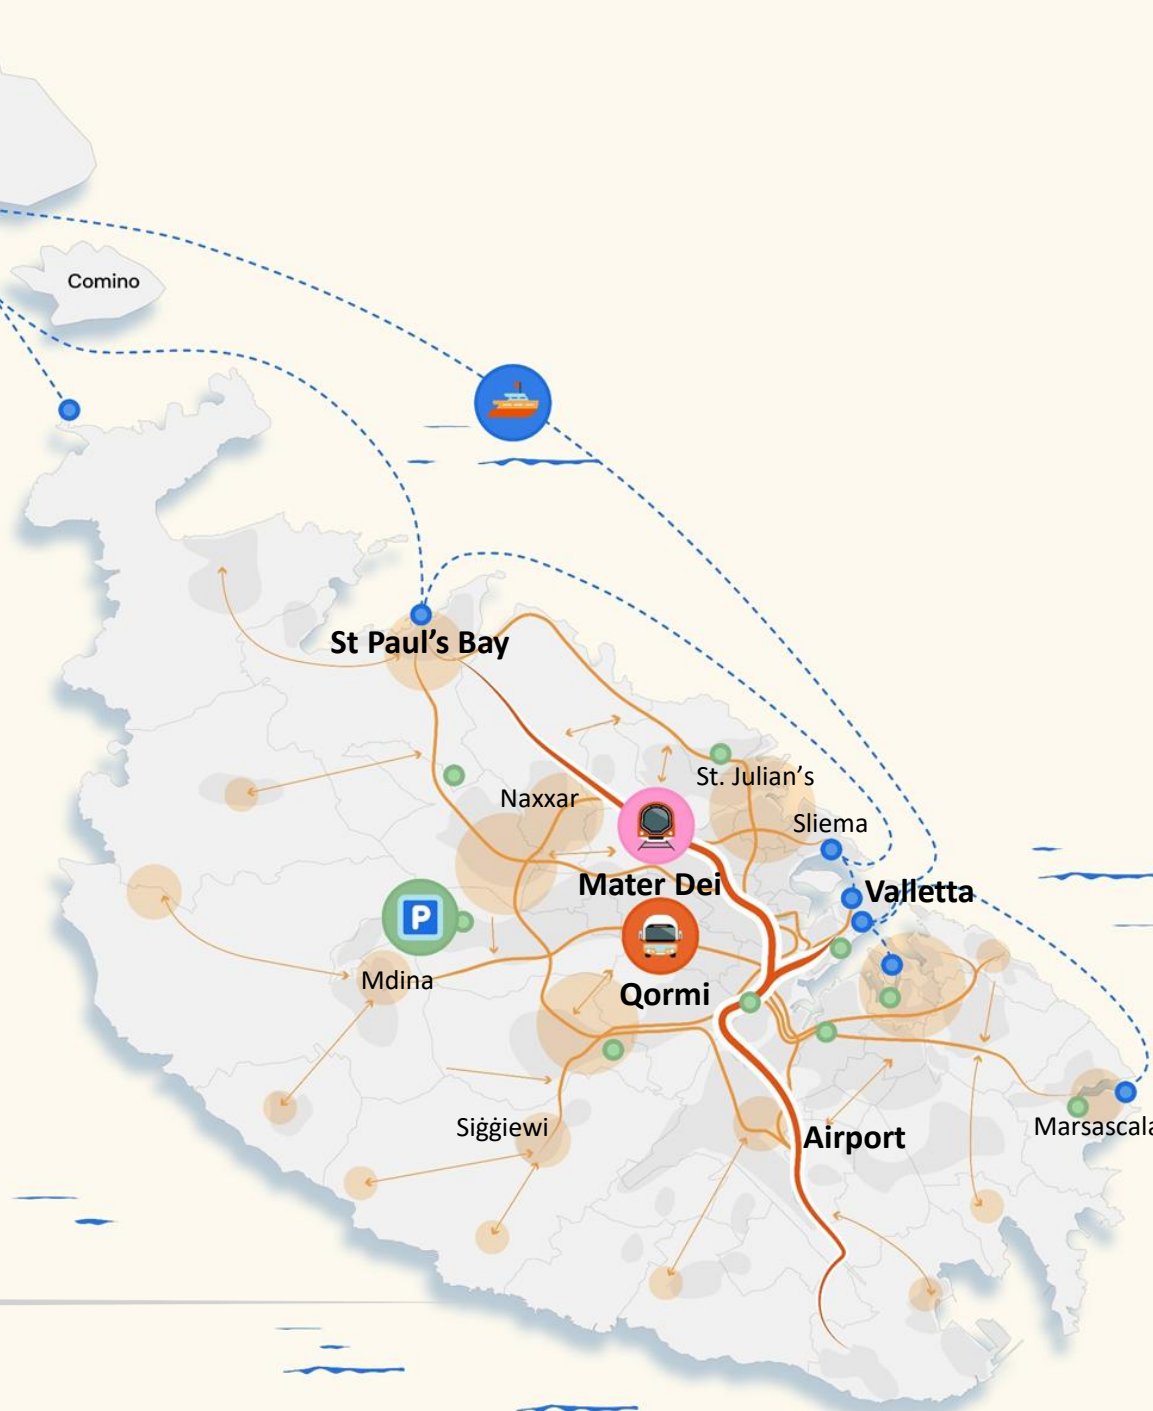 Comino
St Paul's Bay
St. Julian's
Naxxar
Sliema
Mater Dei
Valletta
P
Mdina
Qormi
Siġġiewi
Airport
Marsascala